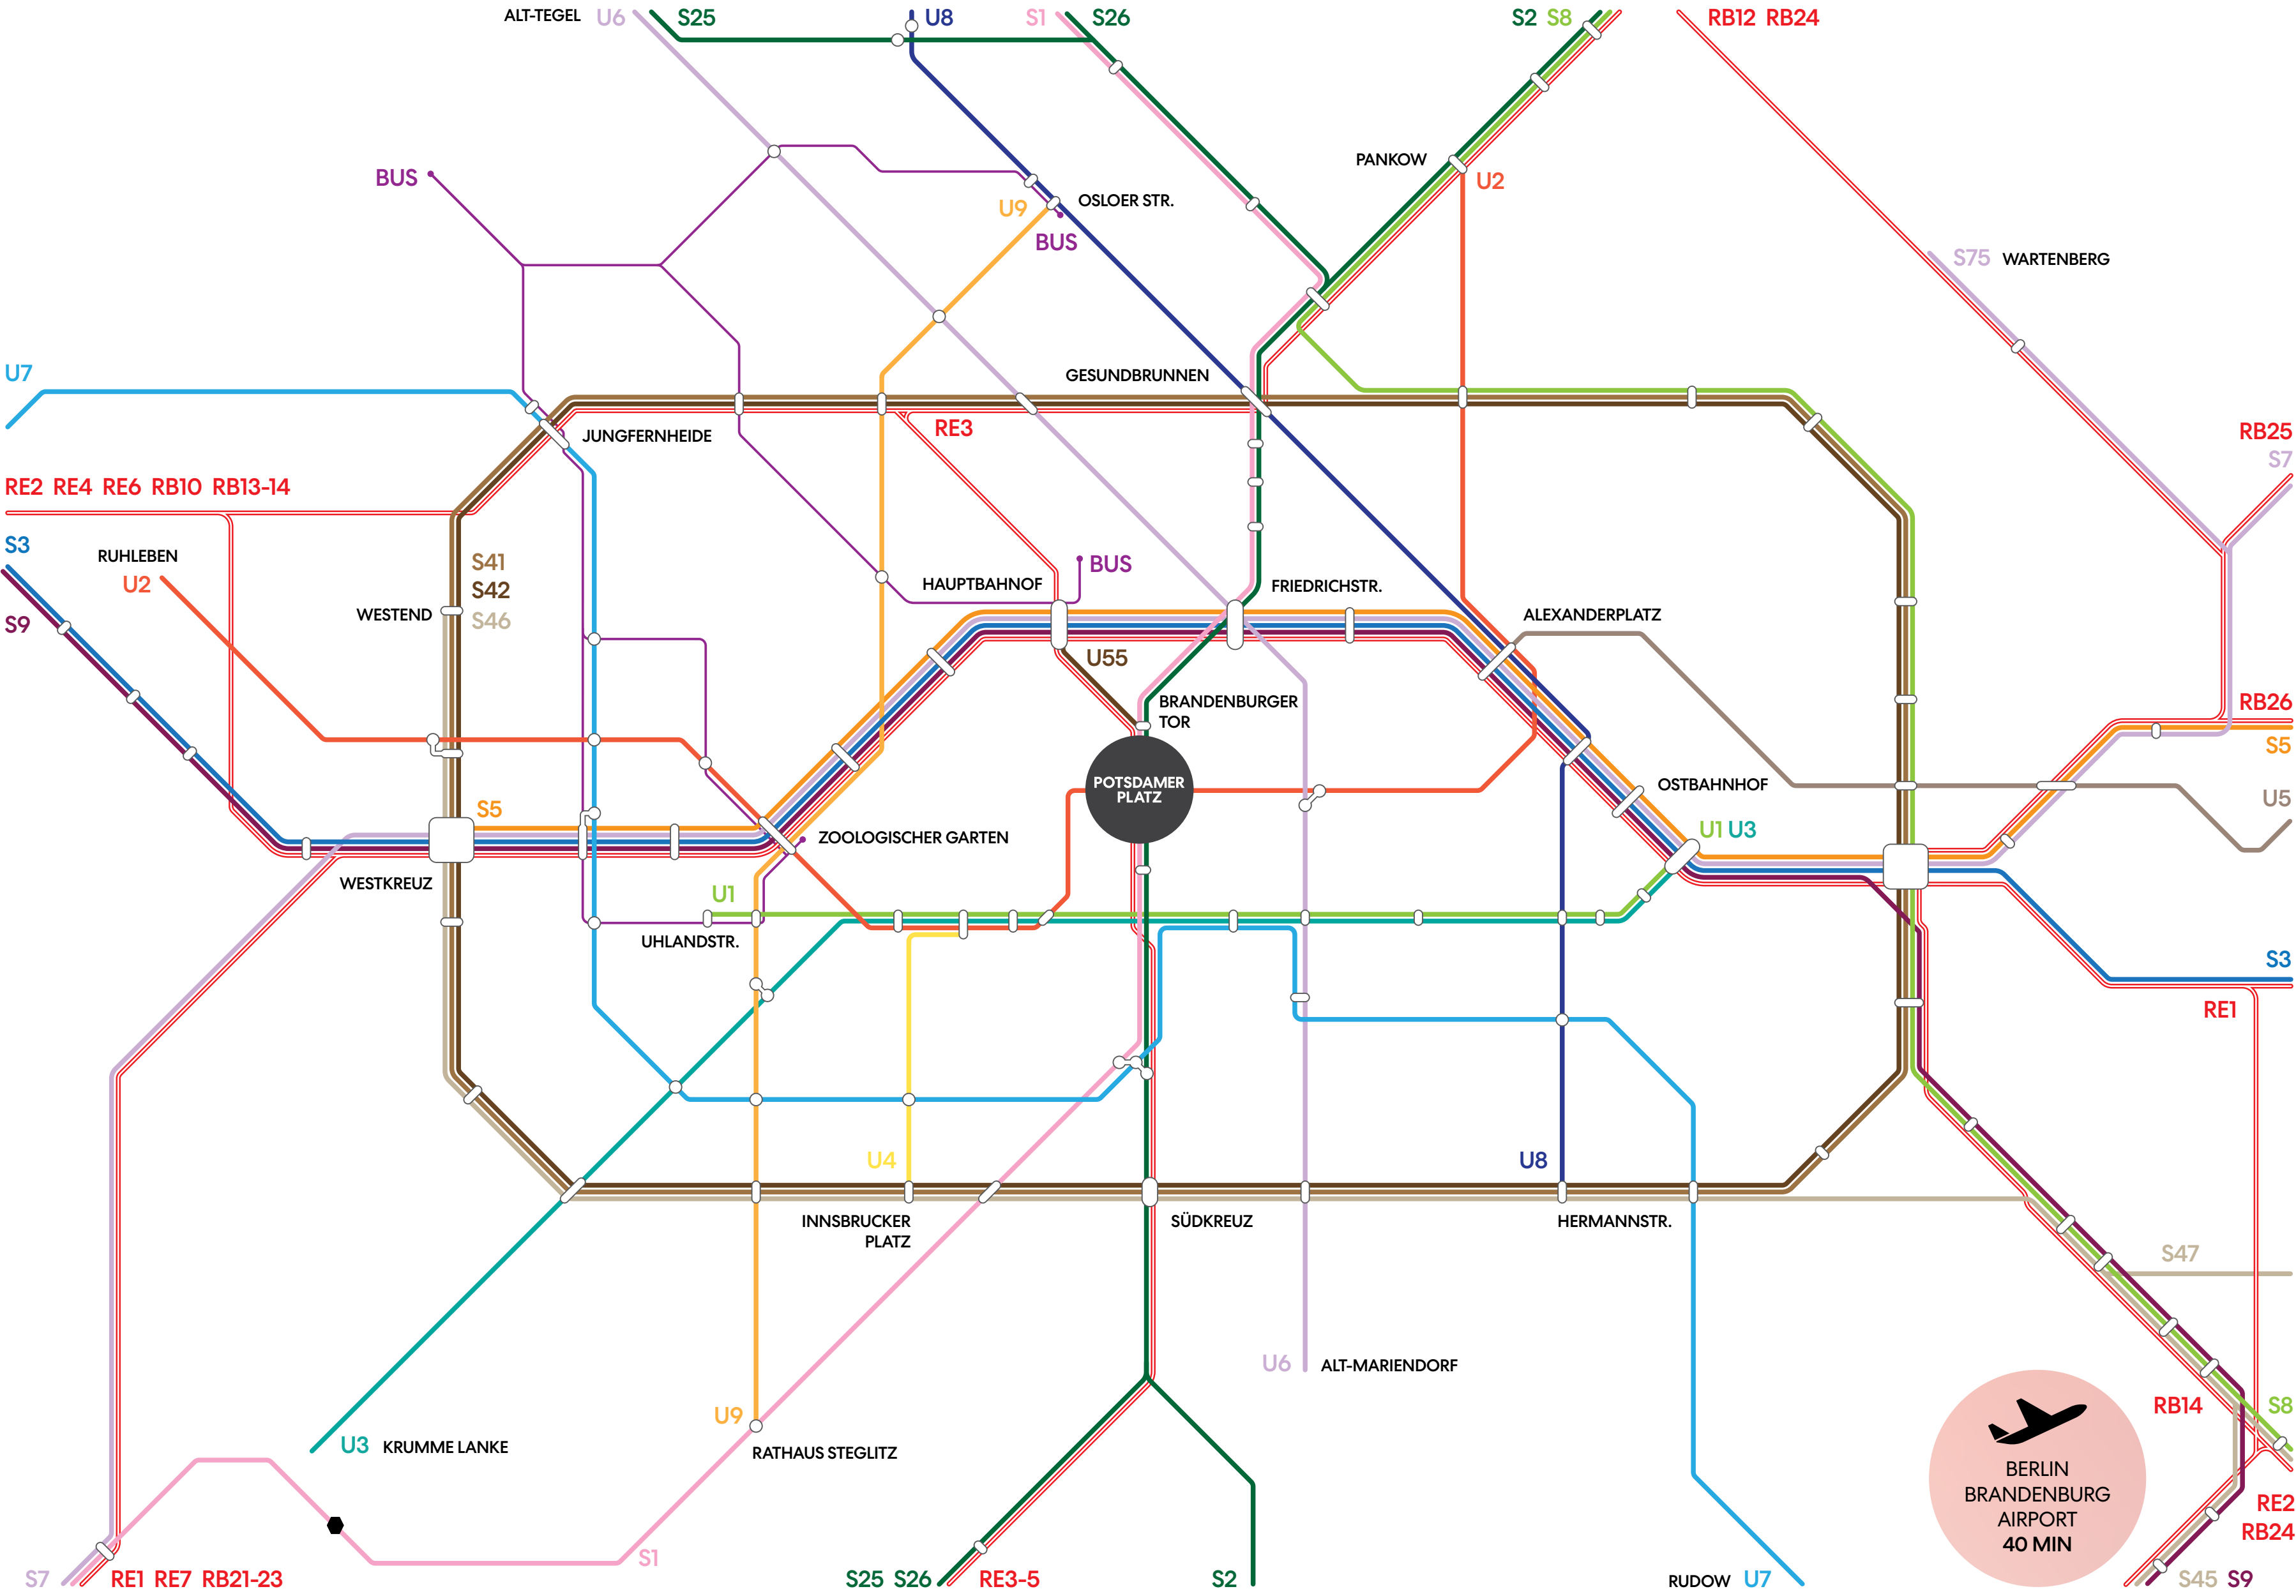 ALT-TEGEL U6 S25 U8 S1 S26 S2 S8 RB12 RB24
PANKOW
BUS
U2
U9 OSLOER STR.
BUS
S75 WARTENBERG
U7
GESUNDBRUNNEN
RE3
JUNGFERNHEIDE
RB25
S7
RE2 RE4 RE6 RB10 RB13-14
S3
RUHLEBEN
U2
S41
S42
S46
WESTEND
S9
HAUPTBAHNOF
BUS
FRIEDRICHSTR.
ALEXANDERPLATZ
U55
BRANDENBURGER
TOR
RB26
S5
POTSDAMER
PLATZ
OSTBAHNHOF
U5
S5
ZOOLOGISCHER GARTEN
U1 U3
WESTKREUZ
U1
UHLANDSTR.
S3
RE1
U4
U8
INNSBRUCKER
PLATZ
SÜDKREUZ
HERMANNSTR.
S47
U6 ALT-MARIENDORF
RB14
S8
U9
RATHAUS STEGLITZ
U3 KRUMME LANKE
BERLIN
BRANDENBURG
AIRPORT
40 MIN
RE2
RB24
S1
S7 RE1 RE7 RB21-23
S25 S26 RE3-5
S2
RUDOW U7
S45 S9